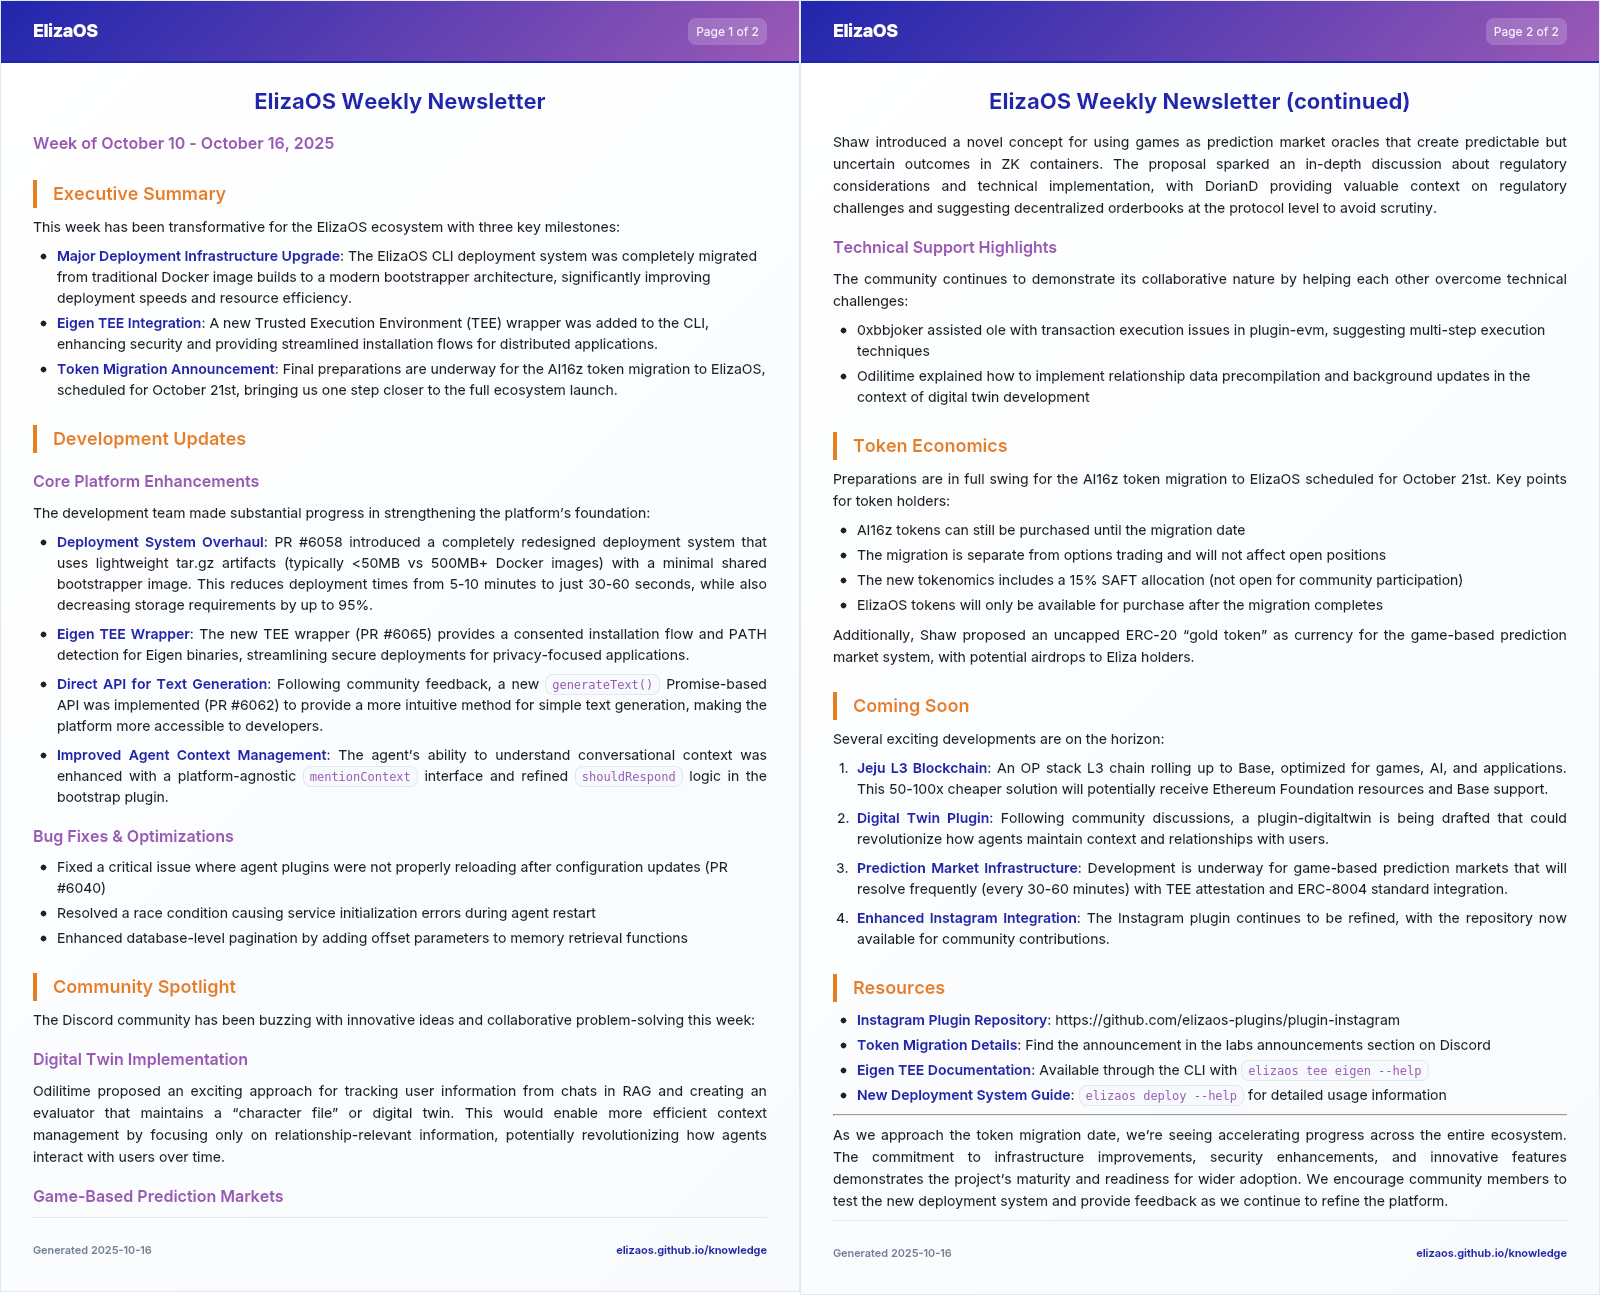 ElizaOS
Page 1 of 2
ElizaOS Weekly Newsletter
Week of October 10 - October 16, 2025
Executive Summary
This week has been transformative for the ElizaOS ecosystem with three key milestones:
• Major Deployment Infrastructure Upgrade: The ElizaOS CLI deployment system was completely migrated
from traditional Docker image builds to a modern bootstrapper architecture, significantly improving
deployment speeds and resource efficiency.
• Eigen TEE Integration: A new Trusted Execution Environment (TEE) wrapper was added to the CLI,
enhancing security and providing streamlined installation flows for distributed applications.
• Token Migration Announcement: Final preparations are underway for the AI16z token migration to ElizaOS,
scheduled for October 21st, bringing us one step closer to the full ecosystem launch.
Development Updates
Core Platform Enhancements
The development team made substantial progress in strengthening the platform’s foundation:
• Deployment System Overhaul: PR #6058 introduced a completely redesigned deployment system that
uses lightweight tar.gz artifacts (typically <50MB vs 500MB+ Docker images) with a minimal shared
bootstrapper image. This reduces deployment times from 5-10 minutes to just 30-60 seconds, while also
decreasing storage requirements by up to 95%.
• Eigen TEE Wrapper: The new TEE wrapper (PR #6065) provides a consented installation flow and PATH
detection for Eigen binaries, streamlining secure deployments for privacy-focused applications.
• Direct API for Text Generation: Following community feedback, a new generateText() Promise-based
API was implemented (PR #6062) to provide a more intuitive method for simple text generation, making the
platform more accessible to developers.
• Improved Agent Context Management: The agent’s ability to understand conversational context was
enhanced with a platform-agnostic mentionContext interface and refined shouldRespond logic in the
bootstrap plugin.
Bug Fixes & Optimizations
• Fixed a critical issue where agent plugins were not properly reloading after configuration updates (PR
#6040)
• Resolved a race condition causing service initialization errors during agent restart
• Enhanced database-level pagination by adding offset parameters to memory retrieval functions
Community Spotlight
The Discord community has been buzzing with innovative ideas and collaborative problem-solving this week:
Digital Twin Implementation
Odilitime proposed an exciting approach for tracking user information from chats in RAG and creating an
evaluator that maintains a “character file” or digital twin. This would enable more efficient context
management by focusing only on relationship-relevant information, potentially revolutionizing how agents
interact with users over time.
Game-Based Prediction Markets
Generated 2025-10-16
elizaos.github.io/knowledge
ElizaOS
Page 2 of 2
ElizaOS Weekly Newsletter (continued)
Shaw introduced a novel concept for using games as prediction market oracles that create predictable but
uncertain outcomes in ZK containers. The proposal sparked an in-depth discussion about regulatory
considerations and technical implementation, with DorianD providing valuable context on regulatory
challenges and suggesting decentralized orderbooks at the protocol level to avoid scrutiny.
Technical Support Highlights
The community continues to demonstrate its collaborative nature by helping each other overcome technical
challenges:
• 0xbbjoker assisted ole with transaction execution issues in plugin-evm, suggesting multi-step execution
techniques
• Odilitime explained how to implement relationship data precompilation and background updates in the
context of digital twin development
Token Economics
Preparations are in full swing for the AI16z token migration to ElizaOS scheduled for October 21st. Key points
for token holders:
• AI16z tokens can still be purchased until the migration date
• The migration is separate from options trading and will not affect open positions
• The new tokenomics includes a 15% SAFT allocation (not open for community participation)
• ElizaOS tokens will only be available for purchase after the migration completes
Additionally, Shaw proposed an uncapped ERC-20 “gold token” as currency for the game-based prediction
market system, with potential airdrops to Eliza holders.
Coming Soon
Several exciting developments are on the horizon:
1. Jeju L3 Blockchain: An OP stack L3 chain rolling up to Base, optimized for games, AI, and applications.
This 50-100x cheaper solution will potentially receive Ethereum Foundation resources and Base support.
2. Digital Twin Plugin: Following community discussions, a plugin-digitaltwin is being drafted that could
revolutionize how agents maintain context and relationships with users.
3. Prediction Market Infrastructure: Development is underway for game-based prediction markets that will
resolve frequently (every 30-60 minutes) with TEE attestation and ERC-8004 standard integration.
4. Enhanced Instagram Integration: The Instagram plugin continues to be refined, with the repository now
available for community contributions.
Resources
• Instagram Plugin Repository: https://github.com/elizaos-plugins/plugin-instagram
• Token Migration Details: Find the announcement in the labs announcements section on Discord
• Eigen TEE Documentation: Available through the CLI with elizaos tee eigen --help
• New Deployment System Guide: elizaos deploy --help for detailed usage information
As we approach the token migration date, we’re seeing accelerating progress across the entire ecosystem.
The commitment to infrastructure improvements, security enhancements, and innovative features
demonstrates the project’s maturity and readiness for wider adoption. We encourage community members to
test the new deployment system and provide feedback as we continue to refine the platform.
Generated 2025-10-16
elizaos.github.io/knowledge